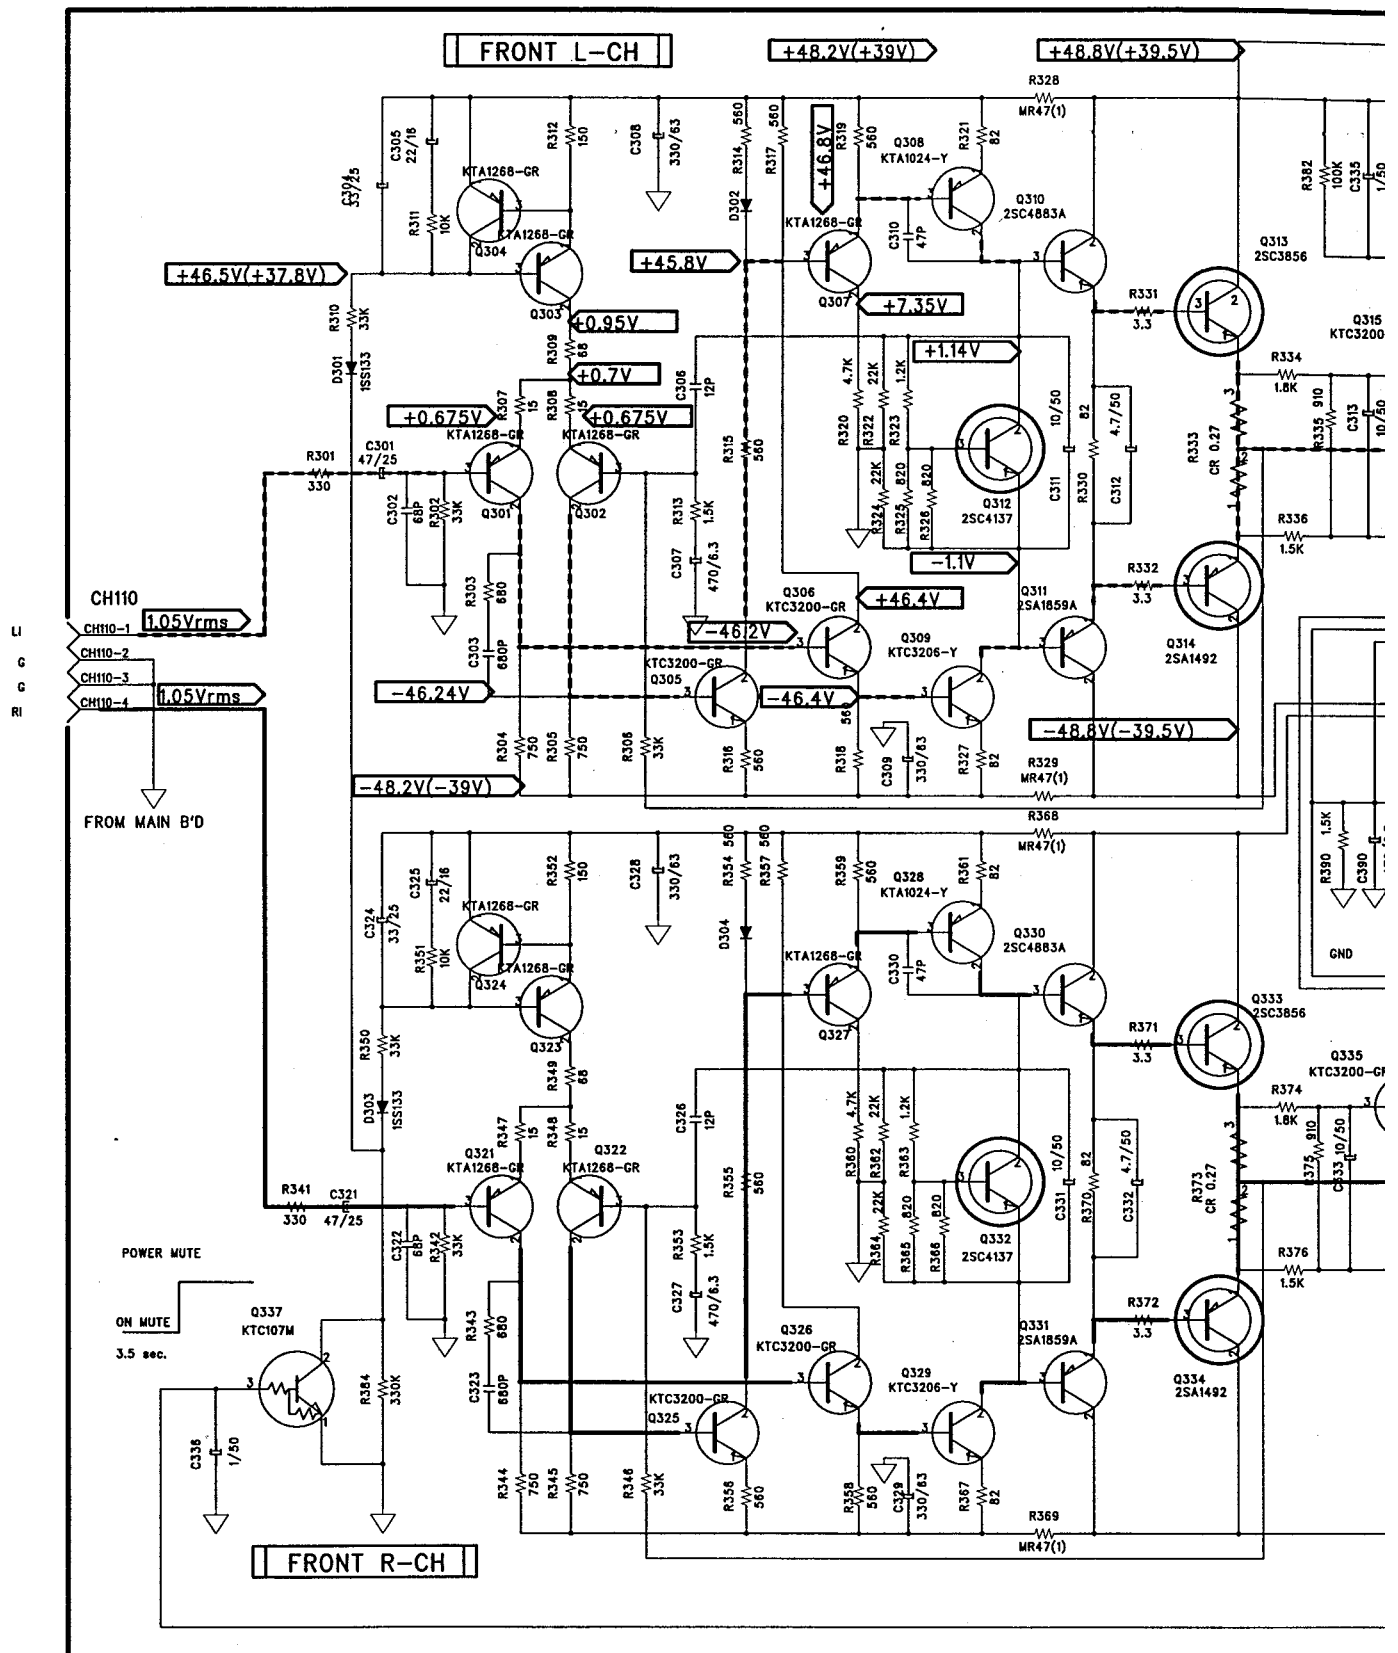 FRONT L-CH
+48.2V(+39V)
+48.8V(+39.5V)
R328
MR47(1)
C304
33/25
C305
22/16
R311
10K
KTA1268-GR
Q304
R312
150
C308
330/63
R314
560
D302
R317
560
+46.8V
R319
560
Q308
KTA1024-Y
R321
82
Q310
2SC4883A
C310
47P
R382
100K
C335
1/50
+46.5V(+37.8V)
KTA1268-GR
Q303
+45.8V
KTA1268-GR
Q307
Q313
2SC3856
R310
33K
D301
1SS133
+0.95V
R309
68
+0.7V
+7.35V
+1.14V
R331
3.3
Q315
KTC3200
R334
1.8K
C306
12P
R307
15
R308
15
+0.675V
+0.675V
KTA1268-GR
Q301
KTA1268-GR
Q302
R320
4.7K
R322
22K
R323
1.2K
R324
22K
R325
820
R326
820
Q312
2SC4137
C311
10/50
R330
82
C312
4.7/50
R333
CR 0.27
R335
910
C313
10/50
R301
330
C301
47/25
C302
68P
R302
33K
R315
560
R313
1.5K
C307
470/6.3
R336
1.5K
R303
680
C303
680P
-1.1V
R332
3.3
Q311
2SA1859A
CH110
1.05Vrms
LI
CH110-1
G
CH110-2
G
CH110-3
RI
CH110-4
1.05Vrms
-46.2V
Q306
KTC3200-GR
+46.4V
Q309
KTC3206-Y
Q314
2SA1492
KTC3200-GR
Q305
-46.24V
-46.4V
-48.8V(-39.5V)
R304
750
R305
750
R306
33K
R316
560
R318
560
C309
330/63
R327
82
R329
MR47(1)
-48.2V(-39V)
FROM MAIN B'D
R368
MR47(1)
C324
33/25
C325
22/16
R351
10K
KTA1268-GR
Q324
R352
150
C328
330/63
R354
560
R357
560
D304
R359
560
Q328
KTA1024-Y
R361
82
Q330
2SC4883A
C330
47P
R390
1.5K
C390
GND
KTA1268-GR
Q323
KTA1268-GR
Q327
Q333
2SC3856
R350
33K
D303
1SS133
R349
68
R371
3.3
Q335
KTC3200-GR
R374
1.8K
C326
12P
R347
15
R348
15
Q321
KTA1268-GR
Q322
KTA1268-GR
R360
4.7K
R362
22K
R363
1.2K
R364
22K
R365
820
R366
820
Q332
2SC4137
C331
10/50
R370
82
C332
4.7/50
R373
CR 0.27
R375
910
C333
10/50
R341
330
C321
47/25
C322
68P
R342
33K
R355
560
R353
1.5K
C327
470/6.3
R376
1.5K
POWER MUTE
ON MUTE
3.5 sec.
Q337
KTC107M
R384
330K
R343
680
C323
680P
Q326
KTC3200-GR
Q331
2SA1859A
R372
3.3
Q329
KTC3206-Y
Q334
2SA1492
KTC3200-GR
Q325
C336
1/50
R344
750
R345
750
R346
33K
R356
560
R358
560
C329
330/63
R367
82
R369
MR47(1)
FRONT R-CH